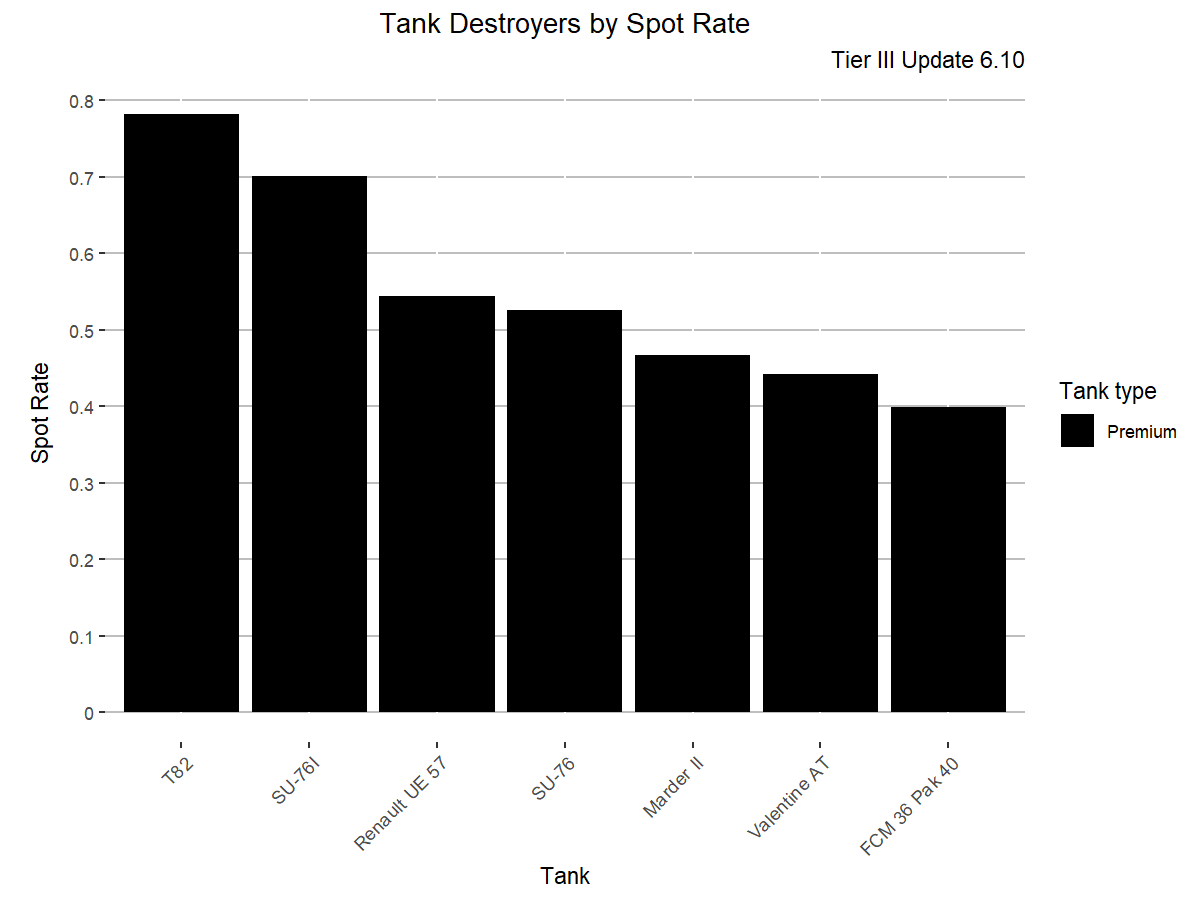 Tank Destroyers by Spot Rate
Tier III Update 6.10
0.8
0.7
0.6
0.5
0.4
0.3
0.2
0.1
0
Spot Rate
T82
SU-76I
Renault UE 57
SU-76
Marder II
Valentine AT
FCM 36 Pak 40
Tank
Tank type
Premium